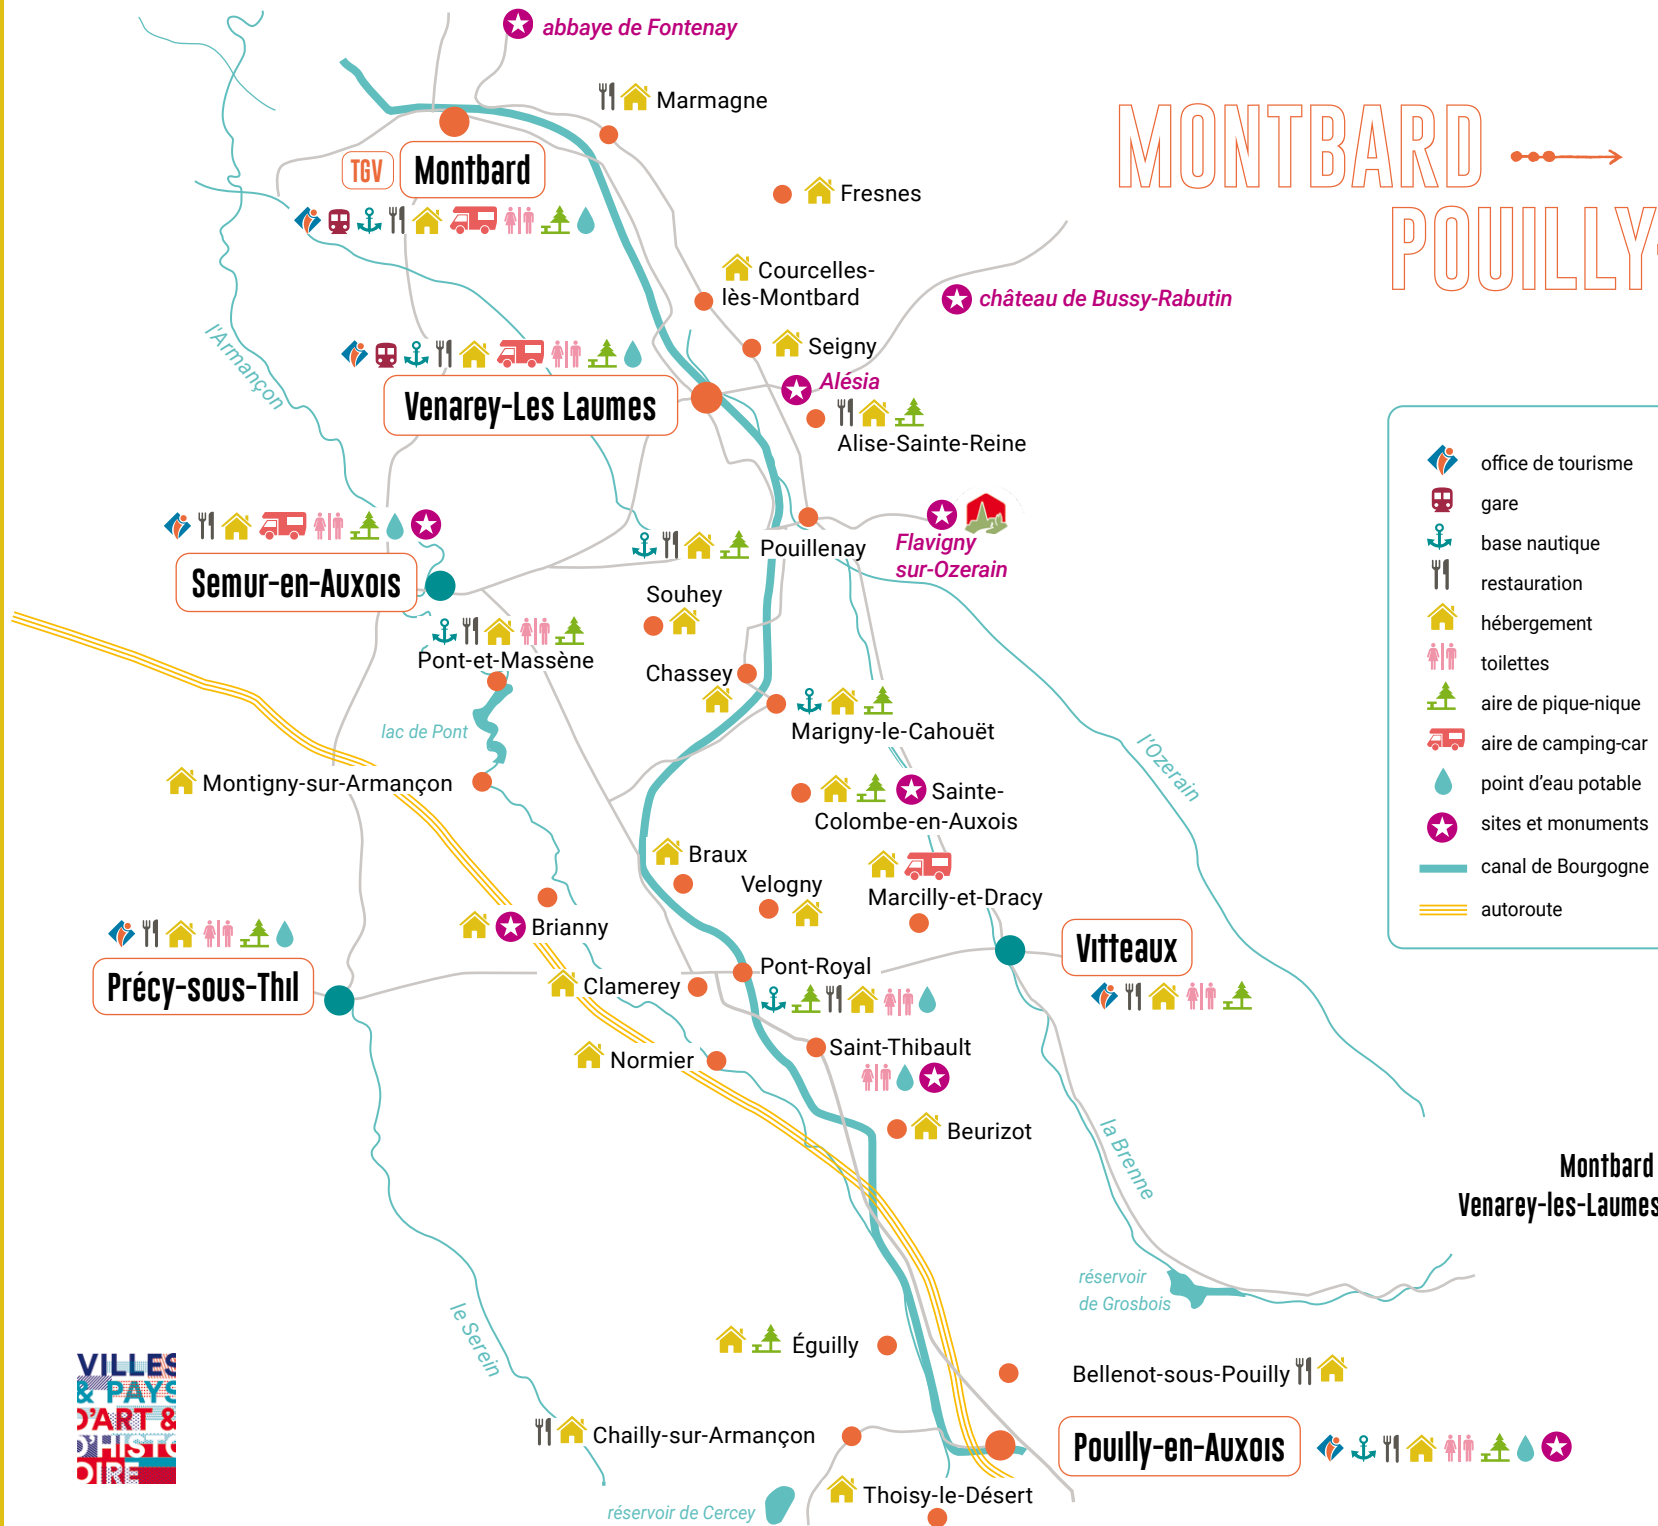 abbaye de Fontenay
Marmagne
MONTBARD
TGV
Montbard
Fresnes
POUILLY-
Courcelles-
lès-Montbard
château de Bussy-Rabutin
l'Armançon
Seigny
Alésia
Venarey-Les Laumes
Alise-Sainte-Reine
office de tourisme
gare
base nautique
restauration
hébergement
toilettes
aire de pique-nique
aire de camping-car
point d'eau potable
sites et monuments
canal de Bourgogne
autoroute
Pouillenay
Flavigny
sur-Ozerain
Semur-en-Auxois
Souhey
Pont-et-Massène
Chassey
lac de Pont
Marigny-le-Cahouët
l'Ozerain
Montigny-sur-Armançon
Sainte-
Colombe-en-Auxois
Braux
Velogny
Marcilly-et-Dracy
Brianny
Vitteaux
Pont-Royal
Précy-sous-Thil
Clamerey
Saint-Thibault
Normier
Beurizot
la Brenne
Montbard
Venarey-les-Laumes
réservoir
de Grosbois
le Serein
Éguilly
Bellenot-sous-Pouilly
VILLES
& PAYS
D'ART &
D'HISTO
OIRE
Chailly-sur-Armançon
Pouilly-en-Auxois
Thoisy-le-Désert
réservoir de Cercey